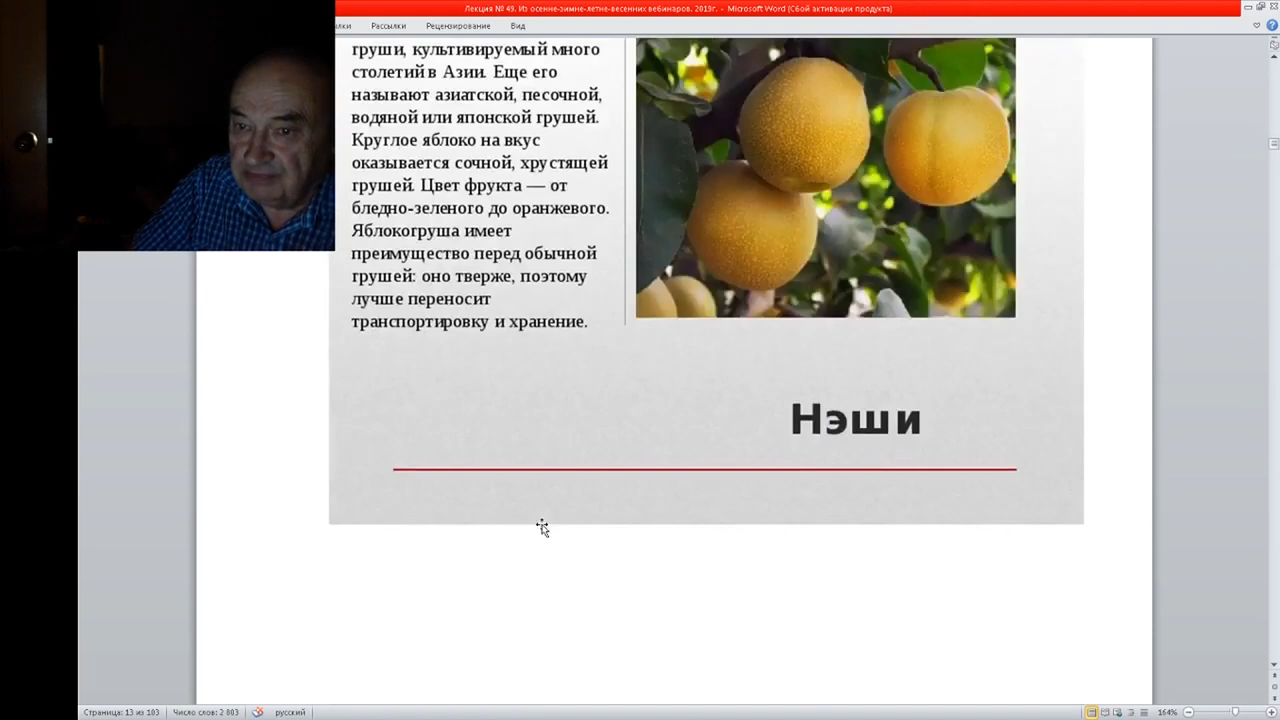 Лекция № 49. Из осенне-зимне-летне-весенних вебинаров. 2019г. - Microsoft Word (Сбой активации продукта)
лки Рассылки Рецензирование Вид
груши, культивируемый много
столетий в Азии. Еще его
называют азиатской, песочной,
водяной или японской грушей.
Круглое яблоко на вкус
оказывается сочной, хрустящей
грушей. Цвет фрукта — от
бледно-зеленого до оранжевого.
Яблокогруша имеет
преимущество перед обычной
грушей: оно тверже, поэтому
лучше переносит
транспортировку и хранение.
Нэши
Страница: 13 из 103 Число слов: 2 803 русский 164%